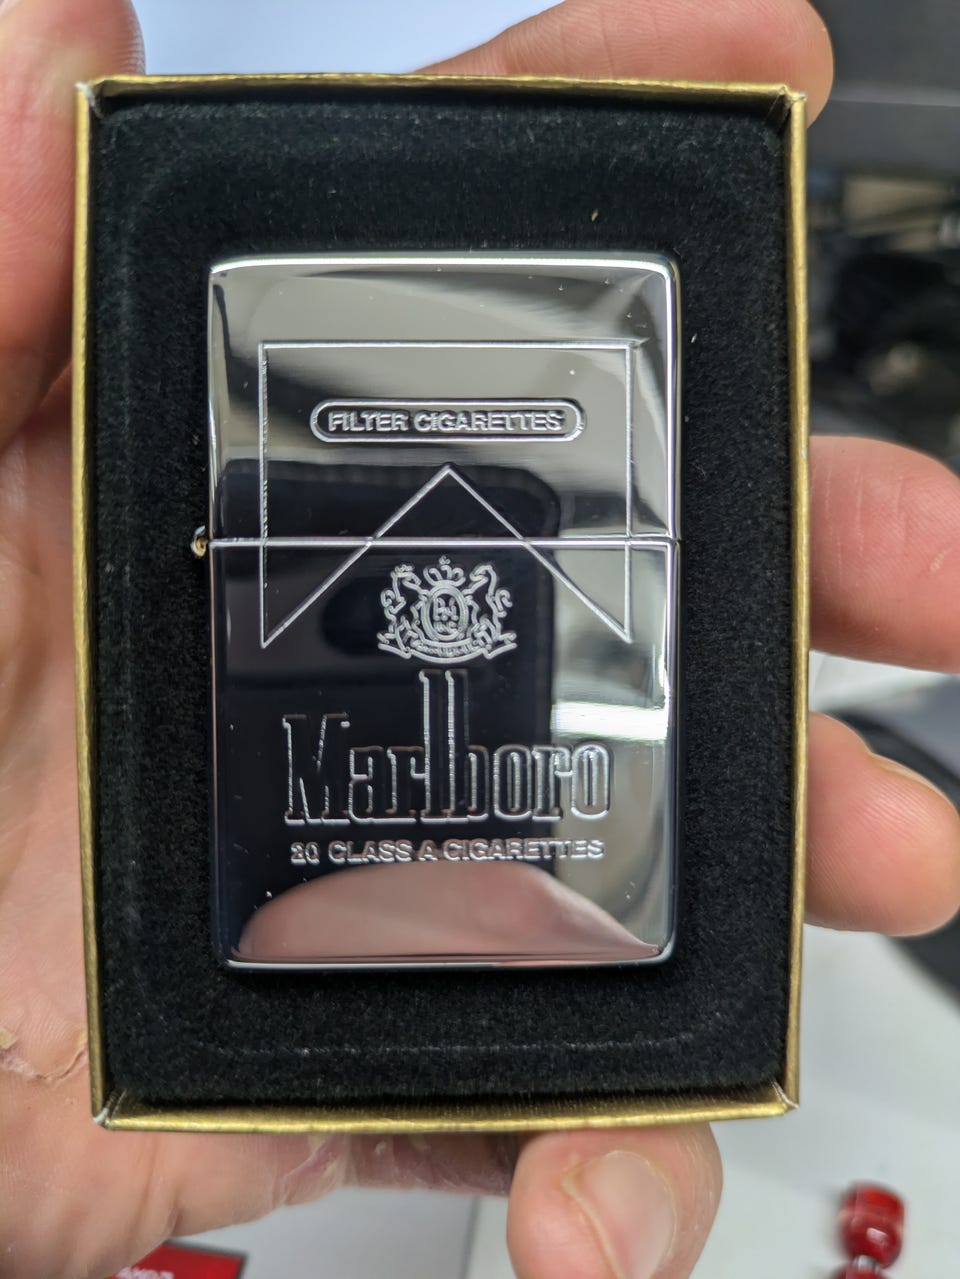 FILTER CIGARETTES
Marlboro
20 CLASS A CIGARETTES